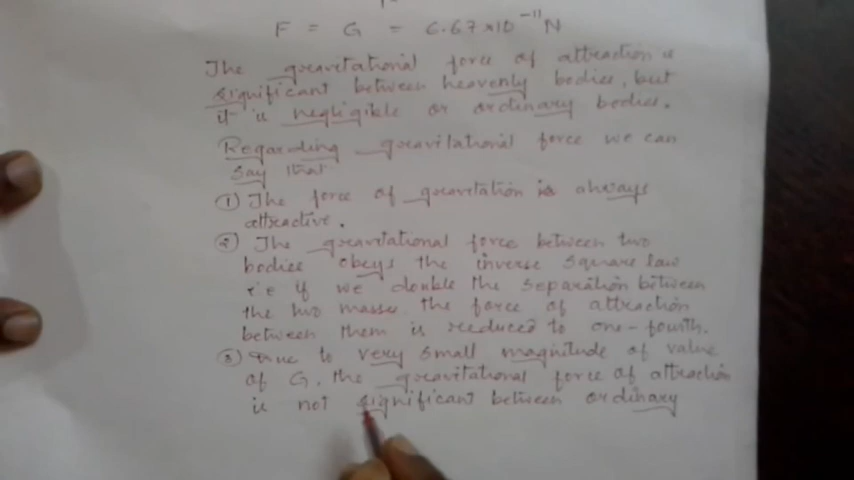 F = G = 6.67×10⁻¹¹ N
The gravitational force of attraction is
significant between heavenly bodies, but
it is negligible or ordinary bodies.
Regarding gravitational force we can
say that
① The force of gravitation is always
attractive.
② The gravitational force between two
bodies obeys the inverse square law
i.e if we double the separation between
the two masses the force of attraction
between them is reduced to one-fourth.
③ Due to very small magnitude of value
of G, the gravitational force of attraction
is not significant between ordinary